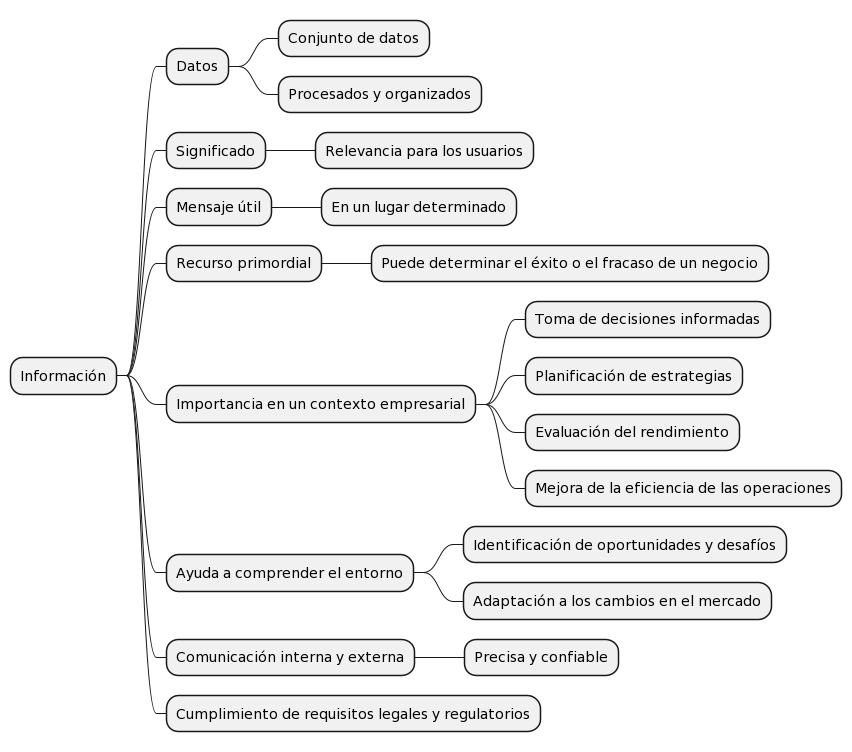 Información
Datos
Conjunto de datos
Procesados y organizados
Significado
Relevancia para los usuarios
Mensaje útil
En un lugar determinado
Recurso primordial
Puede determinar el éxito o el fracaso de un negocio
Importancia en un contexto empresarial
Toma de decisiones informadas
Planificación de estrategias
Evaluación del rendimiento
Mejora de la eficiencia de las operaciones
Ayuda a comprender el entorno
Identificación de oportunidades y desafíos
Adaptación a los cambios en el mercado
Comunicación interna y externa
Precisa y confiable
Cumplimiento de requisitos legales y regulatorios